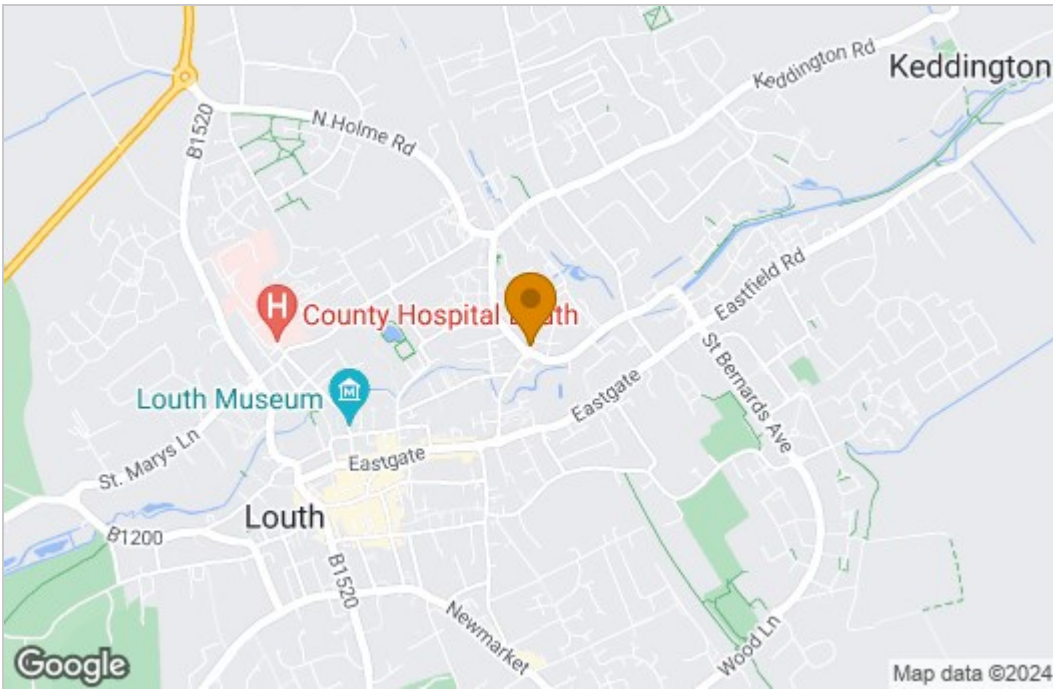 Keddington Rd
Keddington
N Holme Rd
B1520
Eastfield Rd
H
County Hospital Louth
St Bernards Ave
Louth Museum
M
Eastgate
Eastgate
St. Marys Ln
Louth
B1200
B1520
Newmarket
Wood Ln
Google
Map data ©2024